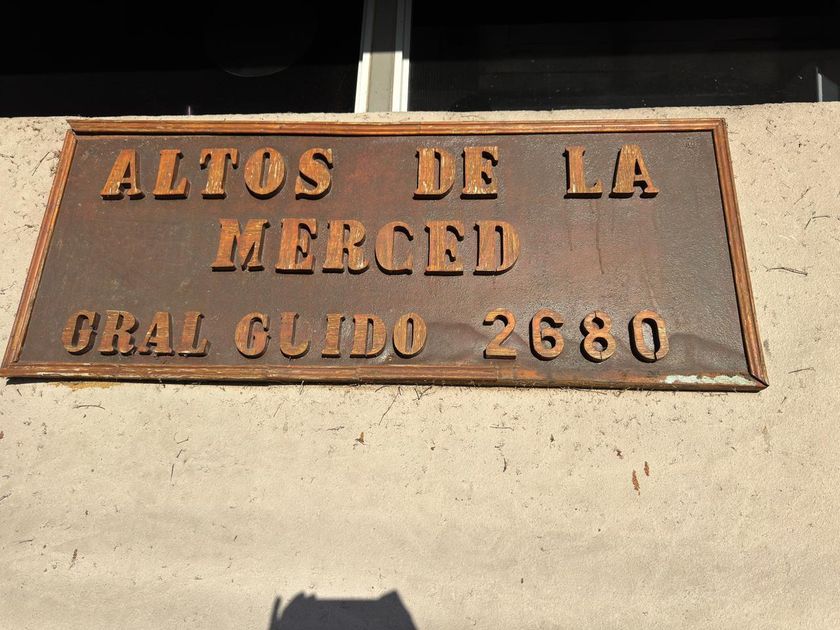 ALTOS DE LA
MERCED
GRAL GUIDO 2680